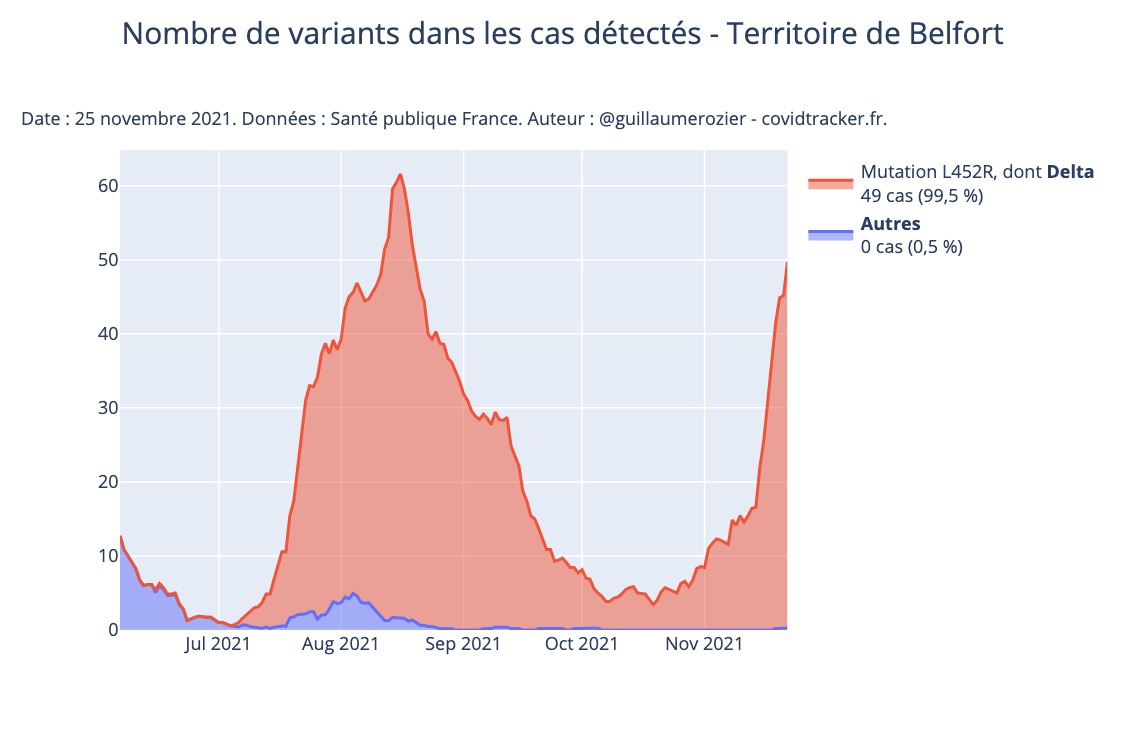 Nombre de variants dans les cas détectés - Territoire de Belfort
Date : 25 novembre 2021. Données : Santé publique France. Auteur : @guillaumerozier - covidtracker.fr.
Mutation L452R, dont Delta
49 cas (99,5 %)
Autres
0 cas (0,5 %)
60
50
40
30
20
10
0
Jul 2021
Aug 2021
Sep 2021
Oct 2021
Nov 2021